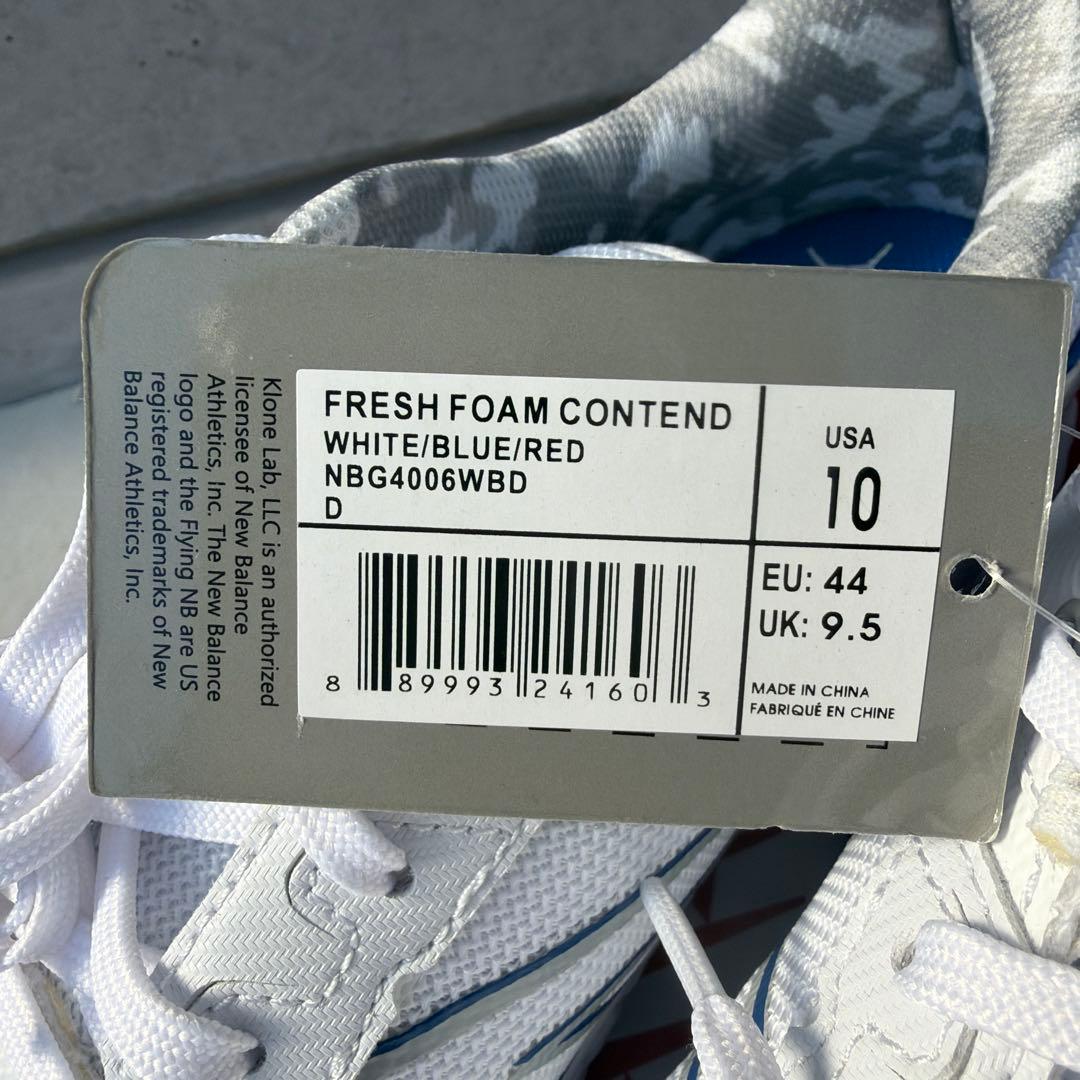 FRESH FOAM CONTEND
WHITE/BLUE/RED
NBG4006WBD
D
USA
10
EU: 44
UK: 9.5
8 89993 24160 3
MADE IN CHINA
FABRIQUÉ EN CHINE
Klone Lab, LLC is an authorized
licensee of New Balance
Athletics, Inc. The New Balance
logo and the Flying NB are US
registered trademarks of New
Balance Athletics, Inc.